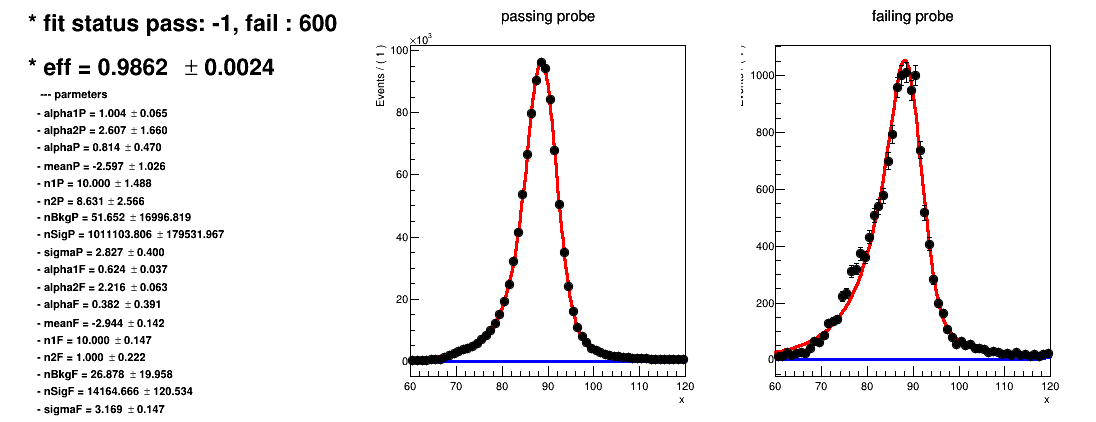 * fit status pass: -1, fail : 600
* eff = 0.9862 ± 0.0024
--- parmeters
- alpha1P = 1.004 ± 0.065
- alpha2P = 2.607 ± 1.660
- alphaP = 0.814 ± 0.470
- meanP = -2.597 ± 1.026
- n1P = 10.000 ± 1.488
- n2P = 8.631 ± 2.566
- nBkgP = 51.652 ± 16996.819
- nSigP = 1011103.806 ± 179531.967
- sigmaP = 2.827 ± 0.400
- alpha1F = 0.624 ± 0.037
- alpha2F = 2.216 ± 0.063
- alphaF = 0.382 ± 0.391
- meanF = -2.944 ± 0.142
- n1F = 10.000 ± 0.147
- n2F = 1.000 ± 0.222
- nBkgF = 26.878 ± 19.958
- nSigF = 14164.666 ± 120.534
- sigmaF = 3.169 ± 0.147
passing probe
×10³
Events / ( 1 )
100
80
60
40
20
0
60 70 80 90 100 110 120
x
failing probe
Events / ( 1 )
1000
800
600
400
200
0
60 70 80 90 100 110 120
x